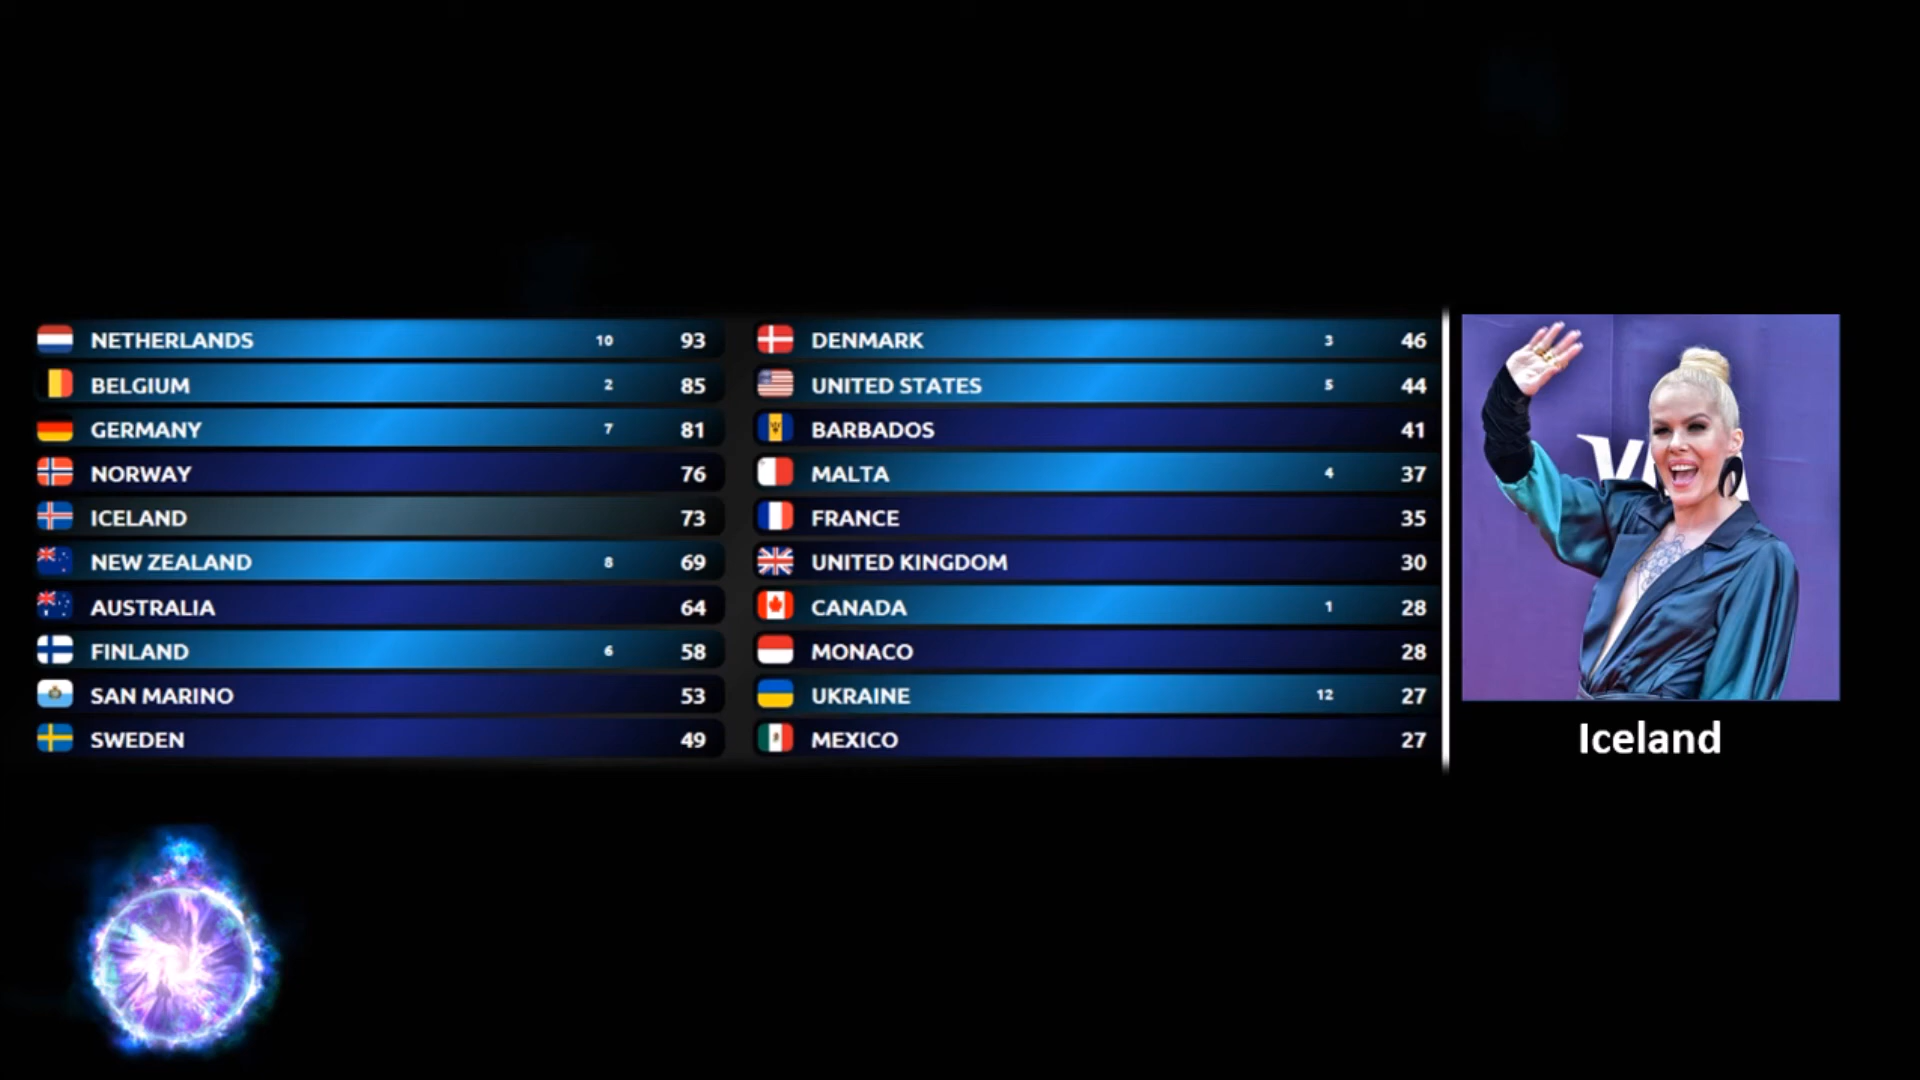 NETHERLANDS 10 93
BELGIUM 2 85
GERMANY 7 81
NORWAY 76
ICELAND 73
NEW ZEALAND 8 69
AUSTRALIA 64
FINLAND 6 58
SAN MARINO 53
SWEDEN 49
DENMARK 3 46
UNITED STATES 5 44
BARBADOS 41
MALTA 4 37
FRANCE 35
UNITED KINGDOM 30
CANADA 1 28
MONACO 28
UKRAINE 12 27
MEXICO 27
Iceland